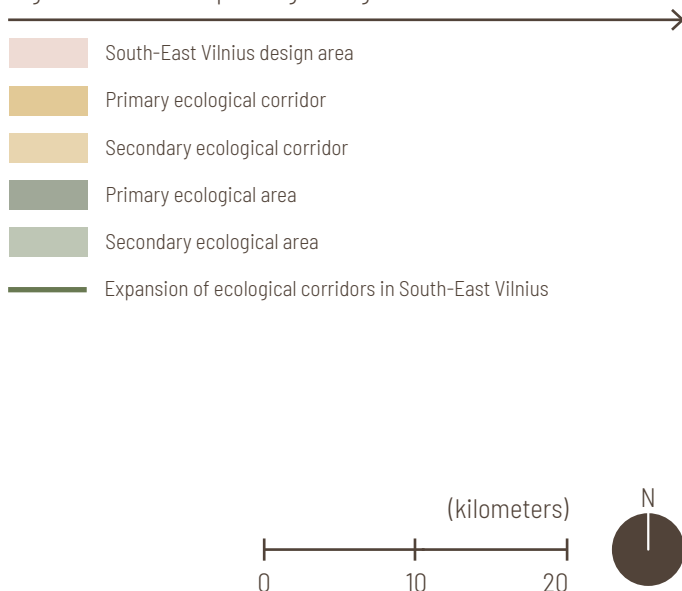 South-East Vilnius design area
Primary ecological corridor
Secondary ecological corridor
Primary ecological area
Secondary ecological area
Expansion of ecological corridors in South-East Vilnius
(kilometers)
N
0 10 20